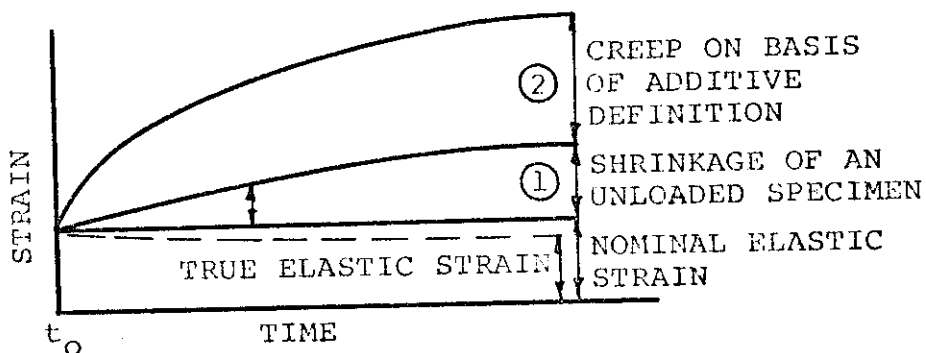 CREEP ON BASIS
OF ADDITIVE
DEFINITION
②
SHRINKAGE OF AN
UNLOADED SPECIMEN
①
NOMINAL ELASTIC
STRAIN
TRUE ELASTIC STRAIN
STRAIN
t₀
TIME